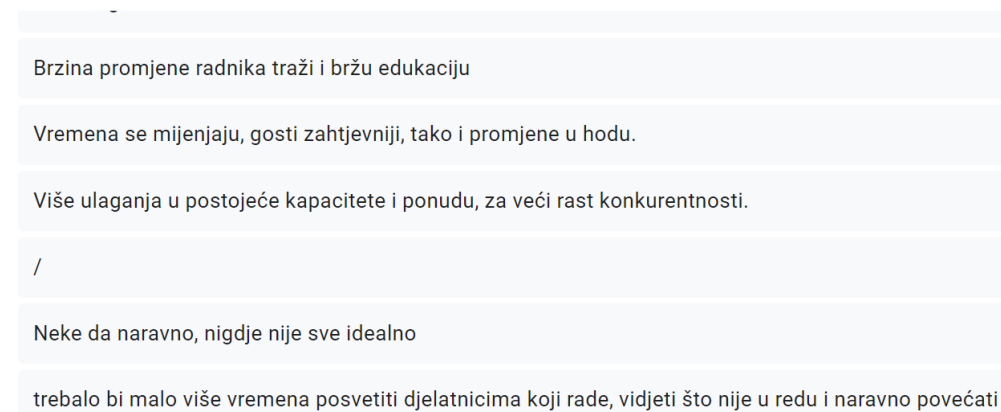 Brzina promjene radnika traži i bržu edukaciju
Vremena se mijenjaju, gosti zahtjevniji, tako i promjene u hodu.
Više ulaganja u postojeće kapacitete i ponudu, za veći rast konkurentnosti.
/
Neke da naravno, nigdje nije sve idealno
trebalo bi malo više vremena posvetiti djelatnicima koji rade, vidjeti što nije u redu i naravno povećati